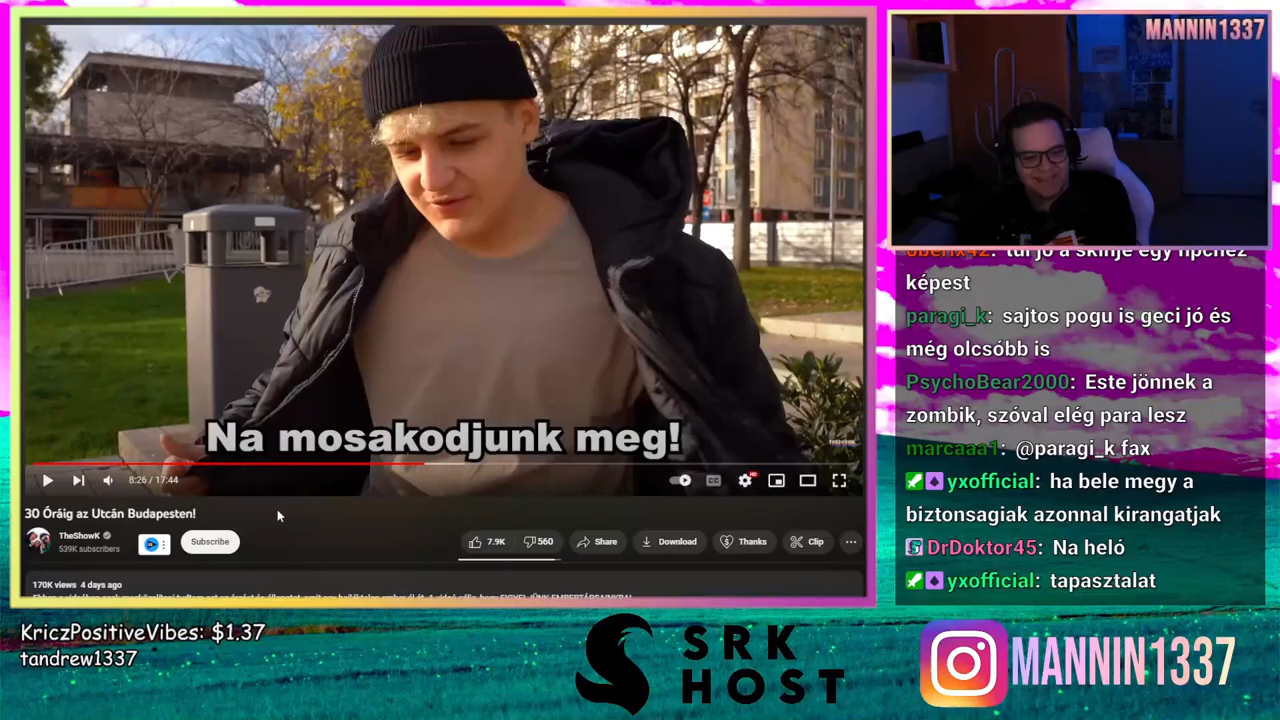 MANNIN1337
képest
paragi_k: sajtos pogu is geci jó és
még olcsóbb is
PsychoBear2000: Este jönnek a
zombik, szóval elég para lesz
marcaaa1: @paragi_k fax
yxofficial: ha bele megy a
biztonsagiak azonnal kirangatjak
DrDoktor45: Na heló
yxofficial: tapasztalat
Na mosakodjunk meg!
8:26 / 17:44
CC
HD
30 Óráig az Utcán Budapesten!
TheShowK
539K subscribers
Subscribe
7.9K
560
Share
Download
Thanks
Clip
170K views 4 days ago
KriczPositiveVibes: $1.37
tandrew1337
SRK
HOST
MANNIN1337